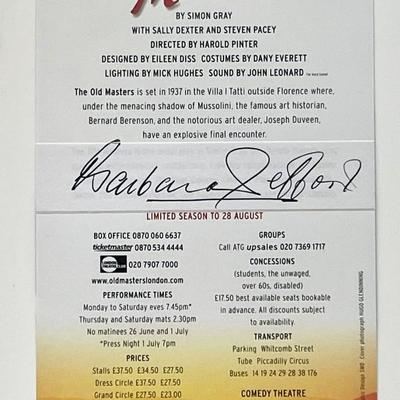 BY SIMON GRAY
WITH SALLY DEXTER AND STEVEN PACEY
DIRECTED BY HAROLD PINTER
DESIGNED BY EILEEN DISS COSTUMES BY DANY EVERETT
LIGHTING BY MICK HUGHES SOUND BY JOHN LEONARD
The Old Masters is set in 1937 in the Villa I Tatti outside Florence where,
under the menacing shadow of Mussolini, the famous art historian,
Bernard Berenson, and the notorious art dealer, Joseph Duveen,
have an explosive final encounter.
Barbara Jefford
LIMITED SEASON TO 28 AUGUST
BOX OFFICE 0870 060 6637
ticketmaster 0870 534 4444
020 7907 7000
www.oldmasterslondon.com
PERFORMANCE TIMES
Monday to Saturday eves 7.45pm*
Thursday and Saturday mats 2.30pm
No matinees 26 June and 1 July
*Press Night 1 July 7pm
PRICES
Stalls £37.50 £34.50 £27.50
Dress Circle £37.50 £27.50
Grand Circle £27.50 £23.00
GROUPS
Call ATG upsales 020 7369 1717
CONCESSIONS
(students, the unwaged,
over 60s, disabled)
£17.50 best available seats bookable
in advance. All discounts subject
to availability.
TRANSPORT
Parking Whitcomb Street
Tube Piccadilly Circus
Buses 14 19 24 29 28 38 176
COMEDY THEATRE
Design SWD Cover photograph HUGO GLENDINNING